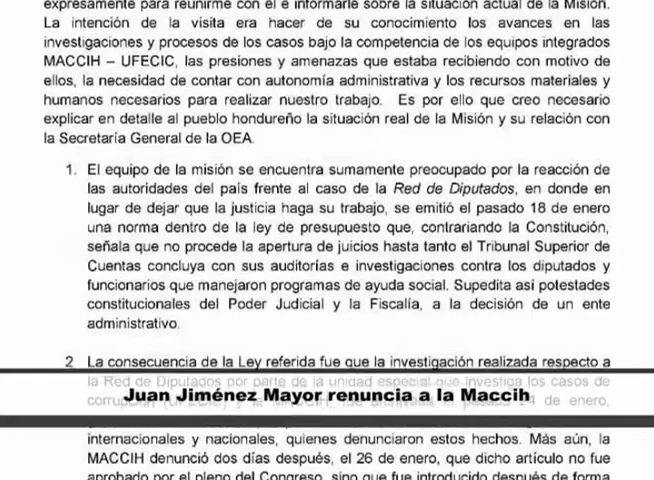 expresamente para reunirme con él e informarle sobre la situación actual de la Misión.
La intención de la visita era hacer de su conocimiento los avances en las
investigaciones y procesos de los casos bajo la competencia de los equipos integrados
MACCIH – UFECIC, las presiones y amenazas que estaba recibiendo con motivo de
ellos, la necesidad de contar con autonomía administrativa y los recursos materiales y
humanos necesarios para realizar nuestro trabajo. Es por ello que creo necesario
explicar en detalle al pueblo hondureño la situación real de la Misión y su relación con
la Secretaría General de la OEA.
1. El equipo de la misión se encuentra sumamente preocupado por la reacción de
las autoridades del país frente al caso de la Red de Diputados, en donde en
lugar de dejar que la justicia haga su trabajo, se emitió el pasado 18 de enero
una norma dentro de la ley de presupuesto que, contrariando la Constitución,
señala que no procede la apertura de juicios hasta tanto el Tribunal Superior de
Cuentas concluya con sus auditorías e investigaciones contra los diputados y
funcionarios que manejaron programas de ayuda social. Supedita así potestades
constitucionales del Poder Judicial y la Fiscalía, a la decisión de un ente
administrativo.
2 La consecuencia de la Ley referida fue que la investigación realizada respecto a
la Red de Diputados por parte de la unidad especial que investiga los casos de
Juan Jiménez Mayor renuncia a la Maccih
de enero,
internacionales y nacionales, quienes denunciaron estos hechos. Más aún, la
MACCIH denunció dos días después, el 26 de enero, que dicho artículo no fue
aprobado por el pleno del Congreso, sino que fue introducido después de forma